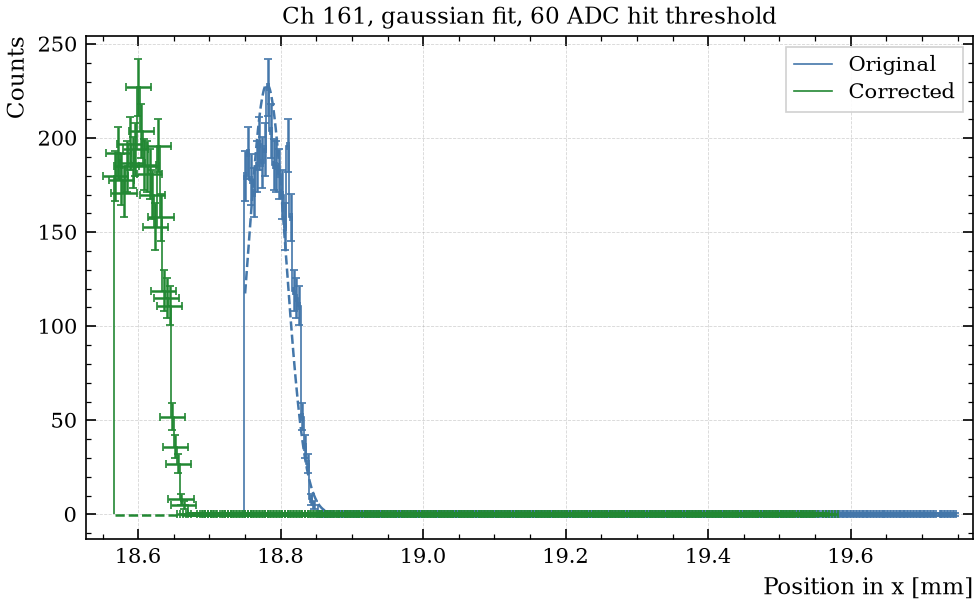 Ch 161, gaussian fit, 60 ADC hit threshold
Counts
250
200
150
100
50
0
Original
Corrected
18.6
18.8
19.0
19.2
19.4
19.6
Position in x [mm]